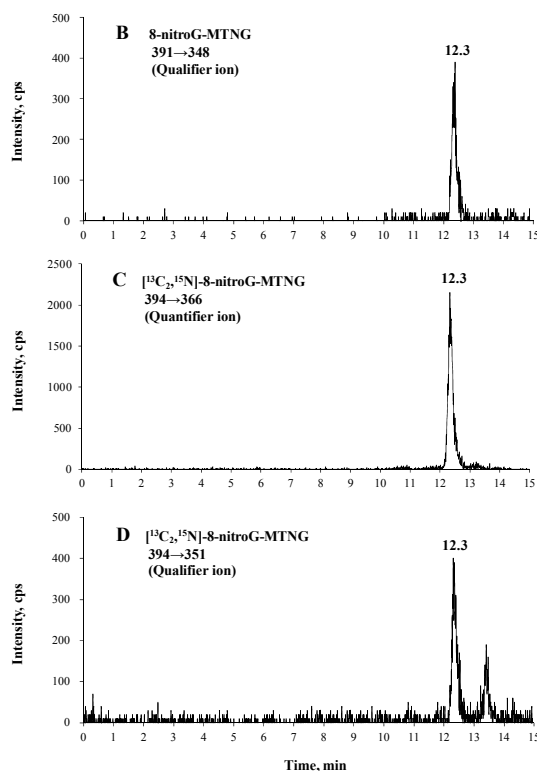 B 8-nitroG-MTNG
391→348
(Qualifier ion)
12.3
Intensity, cps
500
400
300
200
100
0
0 1 2 3 4 5 6 7 8 9 10 11 12 13 14 15
C [¹³C₂,¹⁵N]-8-nitroG-MTNG
394→366
(Quantifier ion)
12.3
Intensity, cps
2500
2000
1500
1000
500
0
0 1 2 3 4 5 6 7 8 9 10 11 12 13 14 15
D [¹³C₂,¹⁵N]-8-nitroG-MTNG
394→351
(Qualifier ion)
12.3
Intensity, cps
500
400
300
200
100
0
0 1 2 3 4 5 6 7 8 9 10 11 12 13 14 15
Time, min